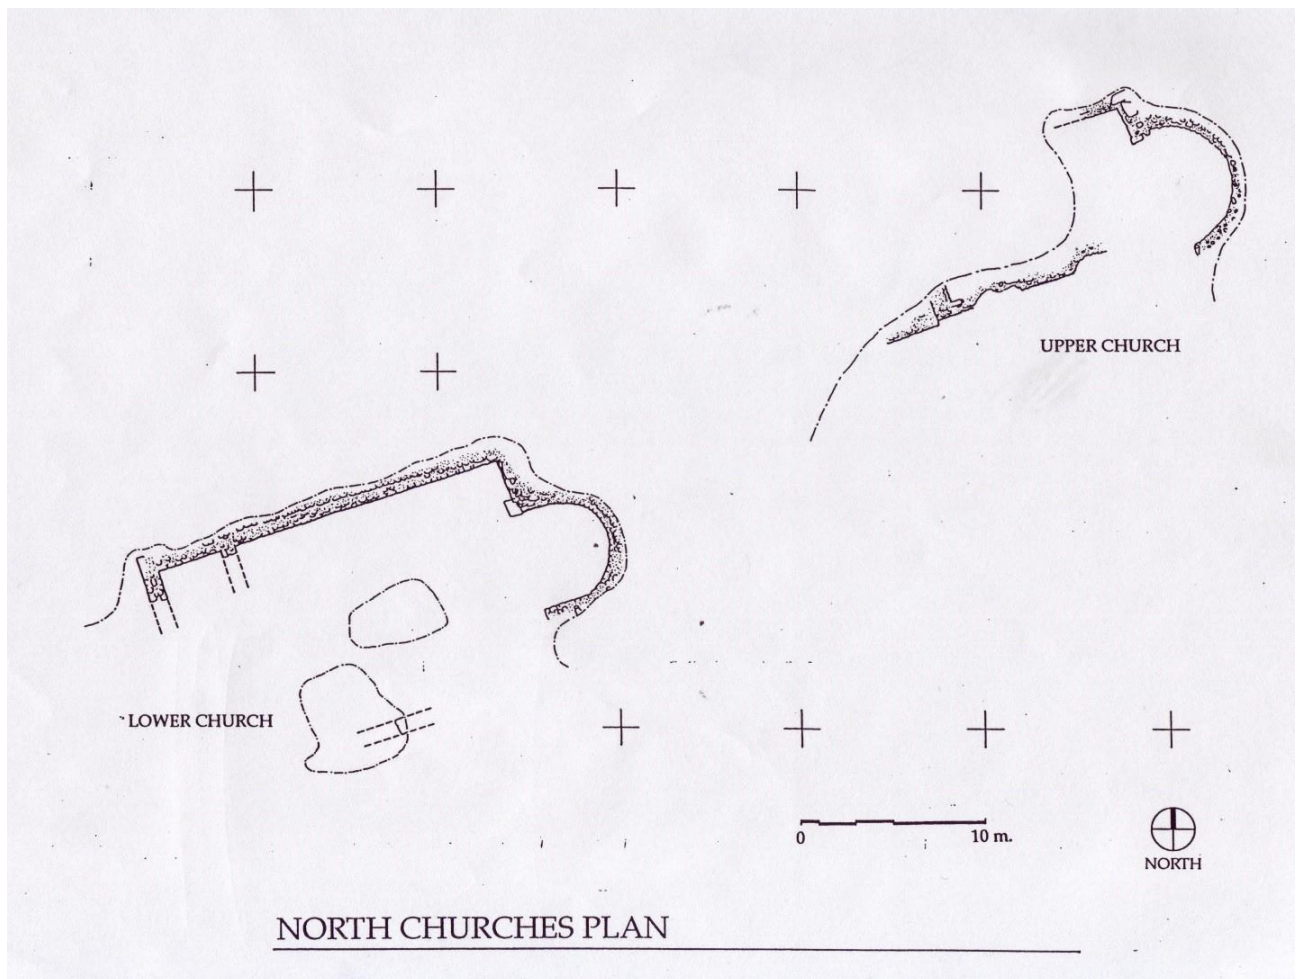 UPPER CHURCH
LOWER CHURCH
0 10 m.
NORTH
NORTH CHURCHES PLAN